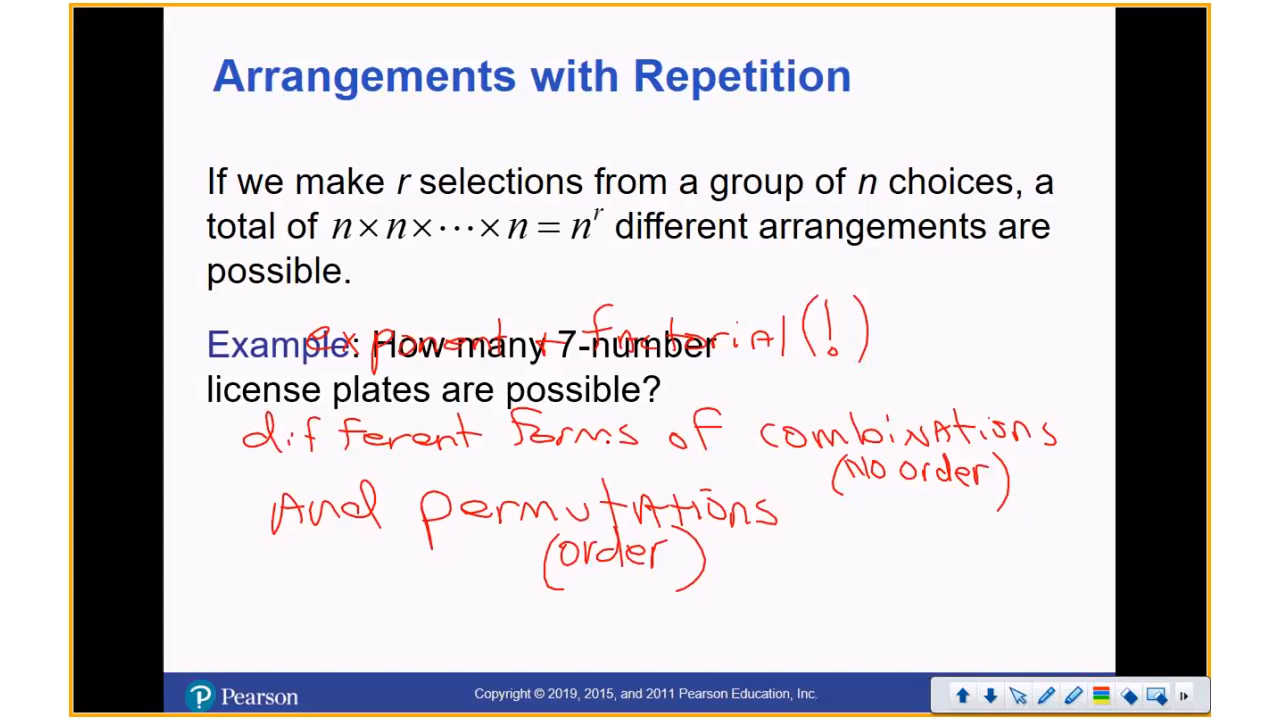 Arrangements with Repetition
If we make r selections from a group of n choices, a
total of n × n × ⋯ × n = n^r different arrangements are
possible.
exponent + factorial (!)
Example: How many 7-number
license plates are possible?
different forms of combinations
(No order)
And permutations
(order)
Pearson
Copyright © 2019, 2015, and 2011 Pearson Education, Inc.